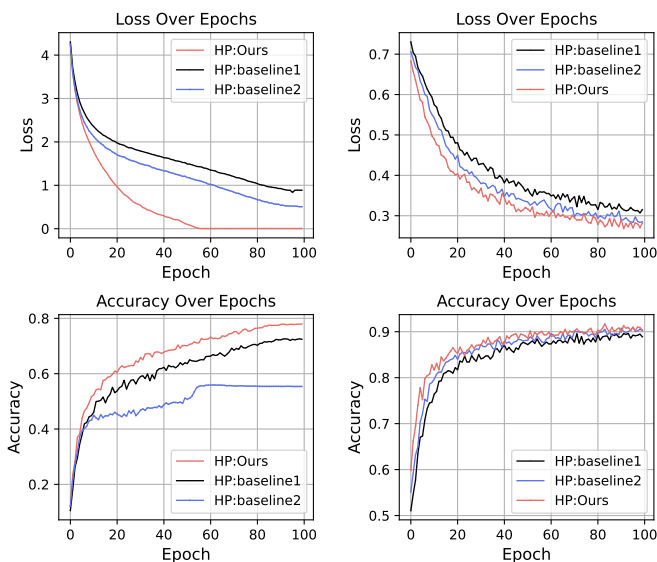 Loss Over Epochs
4
3
2
1
0
Loss
HP:Ours
HP:baseline1
HP:baseline2
0 20 40 60 80 100
Epoch
0.7
0.6
0.5
0.4
0.3
Loss
HP:baseline1
HP:baseline2
HP:Ours
0 20 40 60 80 100
Epoch
Accuracy Over Epochs
0.8
0.6
0.4
0.2
Accuracy
HP:Ours
HP:baseline1
HP:baseline2
0 20 40 60 80 100
Epoch
Loss Over Epochs
Accuracy Over Epochs
0.9
0.8
0.7
0.6
0.5
Accuracy
HP:baseline1
HP:baseline2
HP:Ours
0 20 40 60 80 100
Epoch